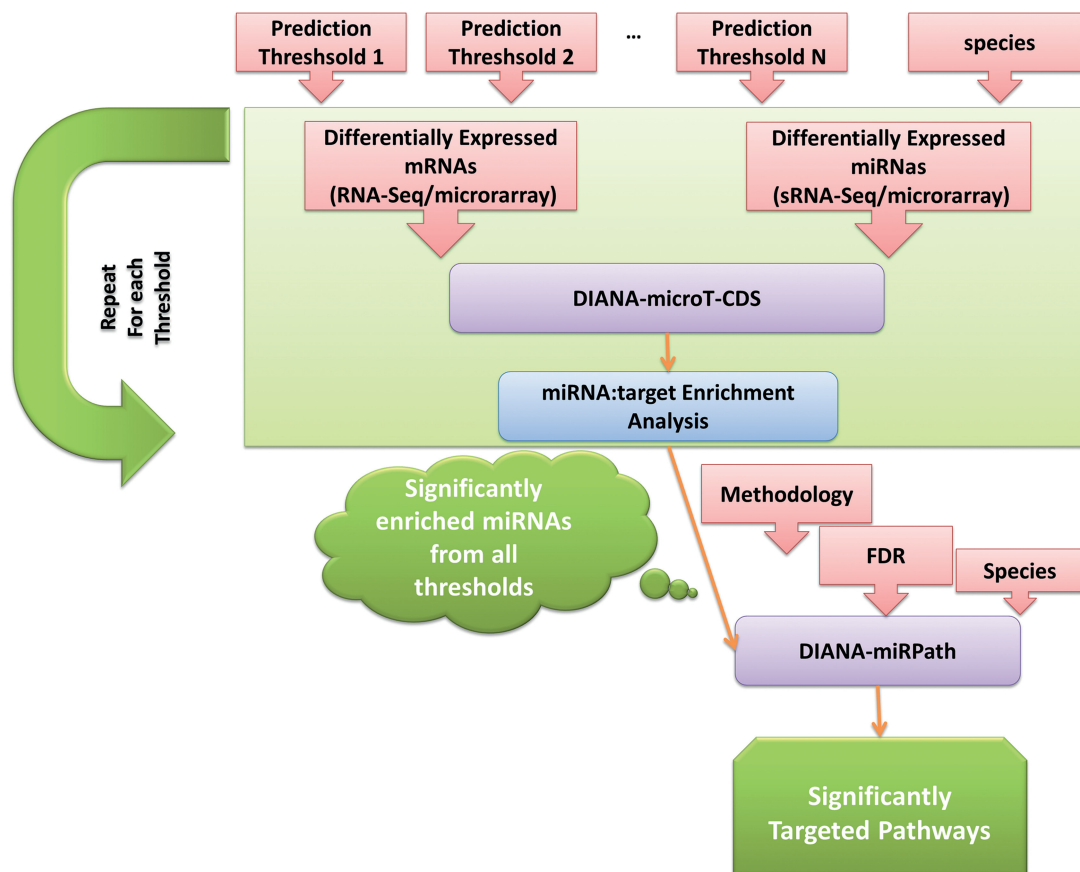 Prediction
Threshsold 1
Prediction
Threshsold 2
...
Prediction
Threshsold N
species
Differentially Expressed
mRNAs
(RNA-Seq/microrarray)
Differentially Expressed
miRNas
(sRNA-Seq/microrarray)
Repeat
For each
Threshold
DIANA-microT-CDS
miRNA:target Enrichment
Analysis
Significantly
enriched miRNAs
from all
thresholds
Methodology
FDR
Species
DIANA-miRPath
Significantly
Targeted Pathways